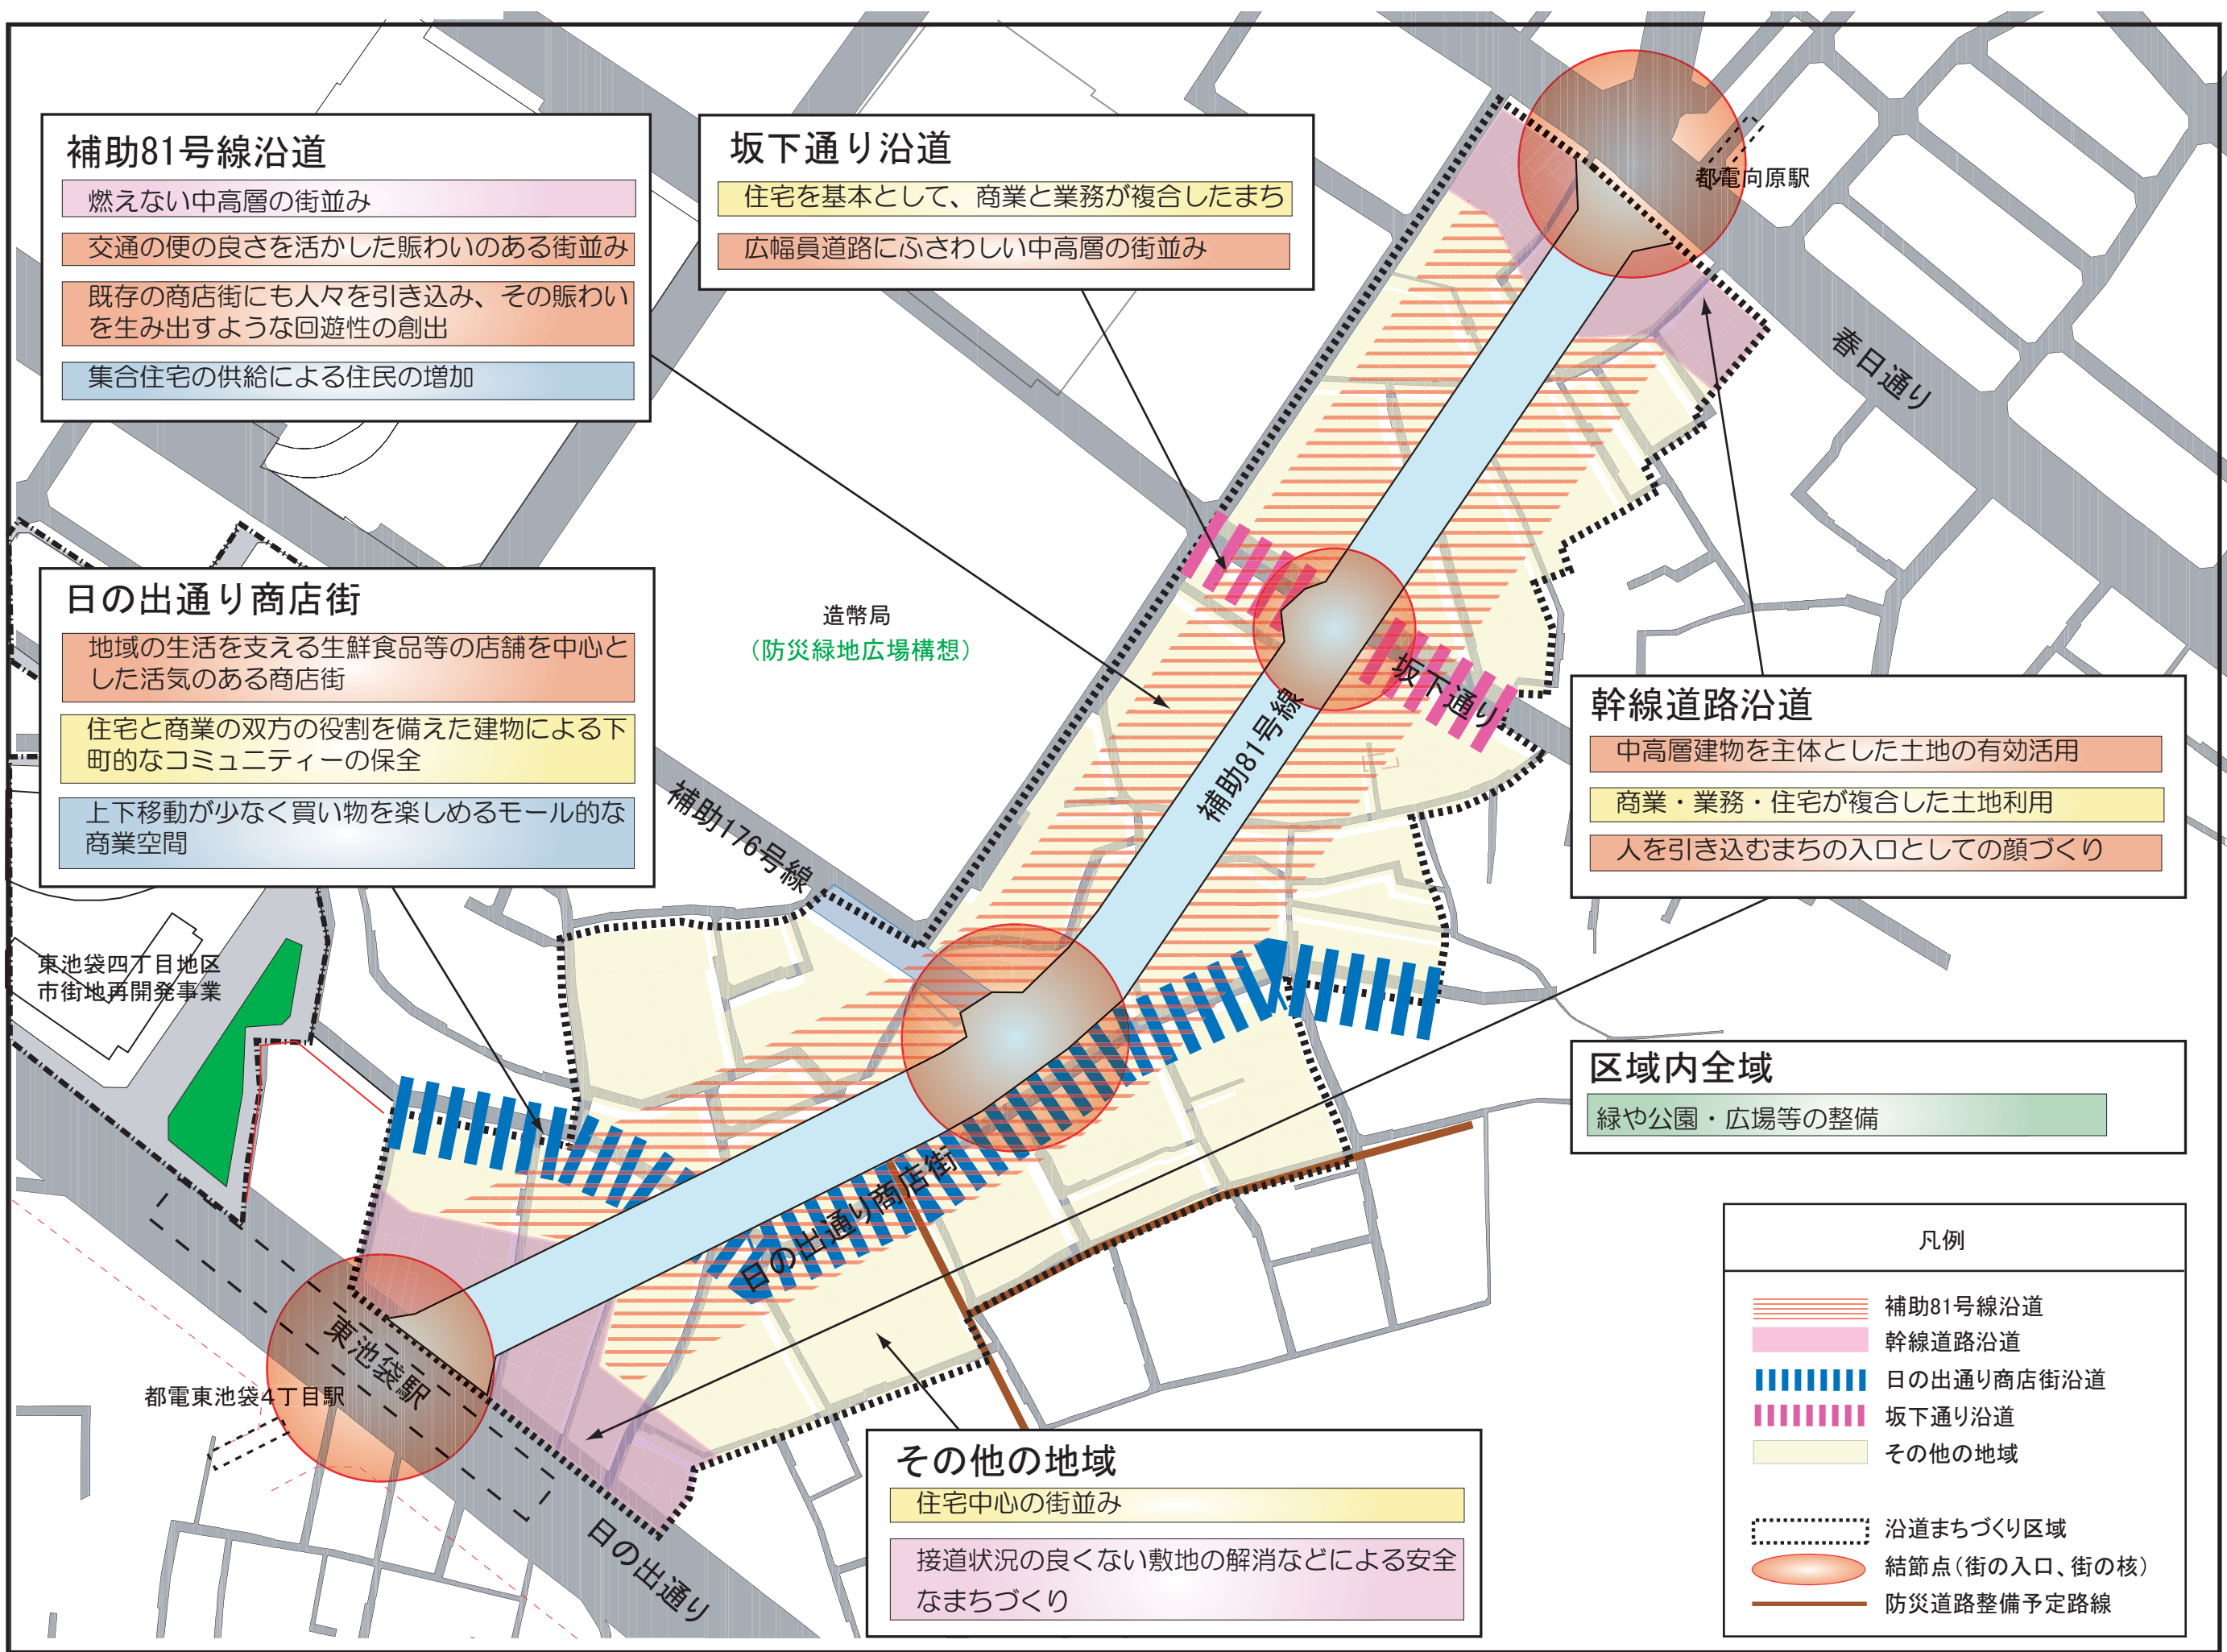 補助81号線沿道
燃えない中高層の街並み
交通の便の良さを活かした賑わいのある街並み
既存の商店街にも人々を引き込み、その賑わい
を生み出すような回遊性の創出
集合住宅の供給による住民の増加
坂下通り沿道
住宅を基本として、商業と業務が複合したまち
広幅員道路にふさわしい中高層の街並み
都電向原駅
春日通り
日の出通り商店街
地域の生活を支える生鮮食品等の店舗を中心と
した活気のある商店街
住宅と商業の双方の役割を備えた建物による下
町的なコミュニティーの保全
上下移動が少なく買い物を楽しめるモール的な
商業空間
造幣局
（防災緑地広場構想）
坂下通り
補助81号線
補助176号線
幹線道路沿道
中高層建物を主体とした土地の有効活用
商業・業務・住宅が複合した土地利用
人を引き込むまちの入口としての顔づくり
東池袋四丁目地区
市街地再開発事業
区域内全域
緑や公園・広場等の整備
日の出通り商店街
東池袋駅
都電東池袋4丁目駅
日の出通り
その他の地域
住宅中心の街並み
接道状況の良くない敷地の解消などによる安全
なまちづくり
凡例
補助81号線沿道
幹線道路沿道
日の出通り商店街沿道
坂下通り沿道
その他の地域
沿道まちづくり区域
結節点（街の入口、街の核）
防災道路整備予定路線